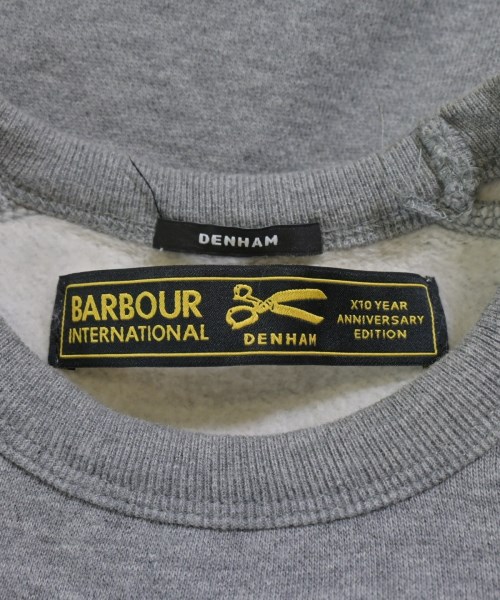 DENHAM
BARBOUR
INTERNATIONAL
DENHAM
X10 YEAR
ANNIVERSARY
EDITION